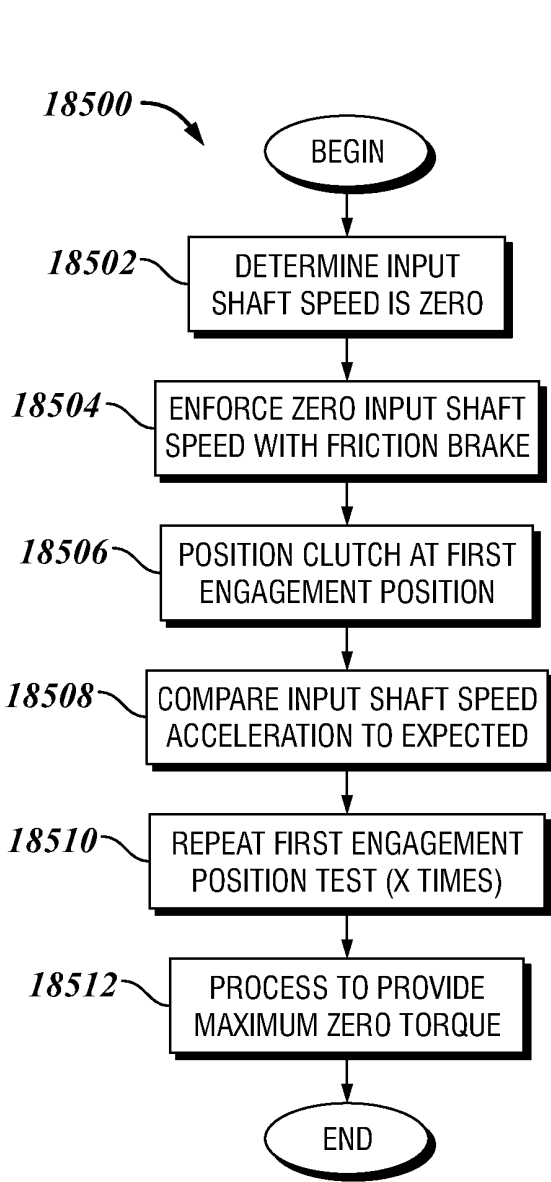 18500
BEGIN
18502
DETERMINE INPUT
SHAFT SPEED IS ZERO
18504
ENFORCE ZERO INPUT SHAFT
SPEED WITH FRICTION BRAKE
18506
POSITION CLUTCH AT FIRST
ENGAGEMENT POSITION
18508
COMPARE INPUT SHAFT SPEED
ACCELERATION TO EXPECTED
18510
REPEAT FIRST ENGAGEMENT
POSITION TEST (X TIMES)
18512
PROCESS TO PROVIDE
MAXIMUM ZERO TORQUE
END